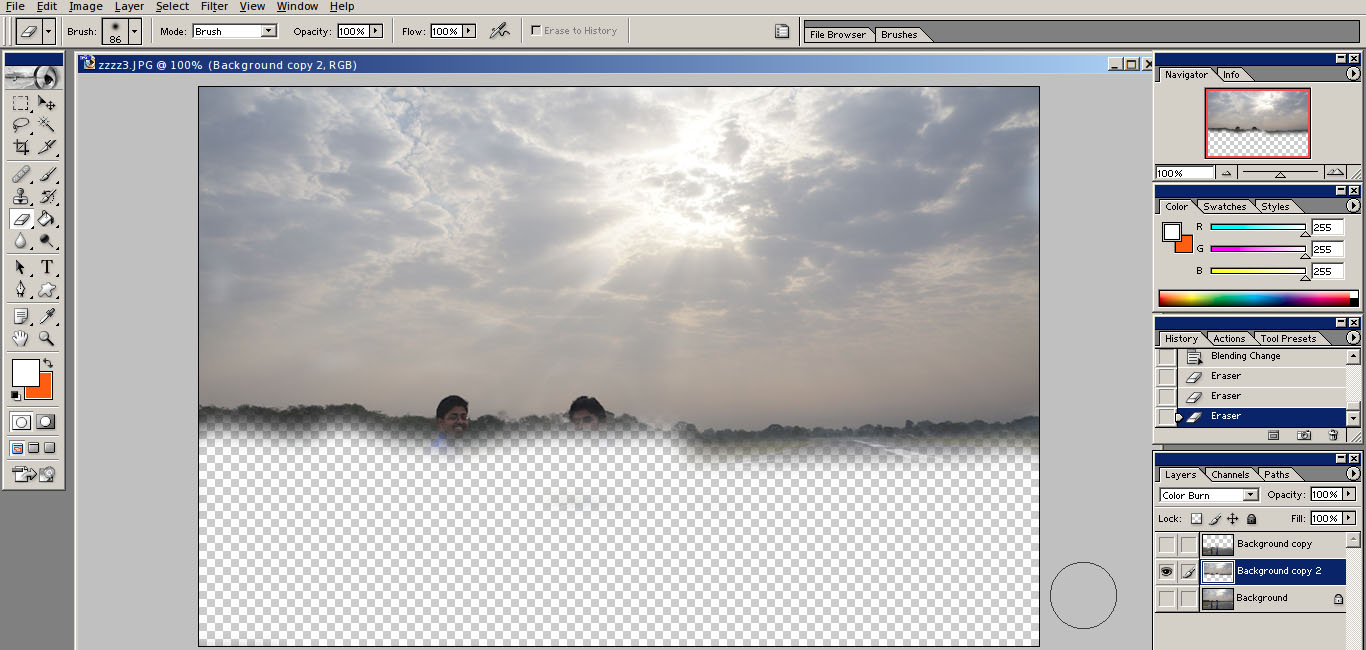 File Edit Image Layer Select Filter View Window Help
Brush: 86 Mode: Brush Opacity: 100% Flow: 100% Erase to History File Browser Brushes
zzzz3.JPG @ 100% (Background copy 2, RGB)
Navigator Info
100%
Color Swatches Styles
R 255
G 255
B 255
History Actions Tool Presets
Blending Change
Eraser
Eraser
Eraser
Layers Channels Paths
Color Burn Opacity: 100%
Lock: Fill: 100%
Background copy
Background copy 2
Background